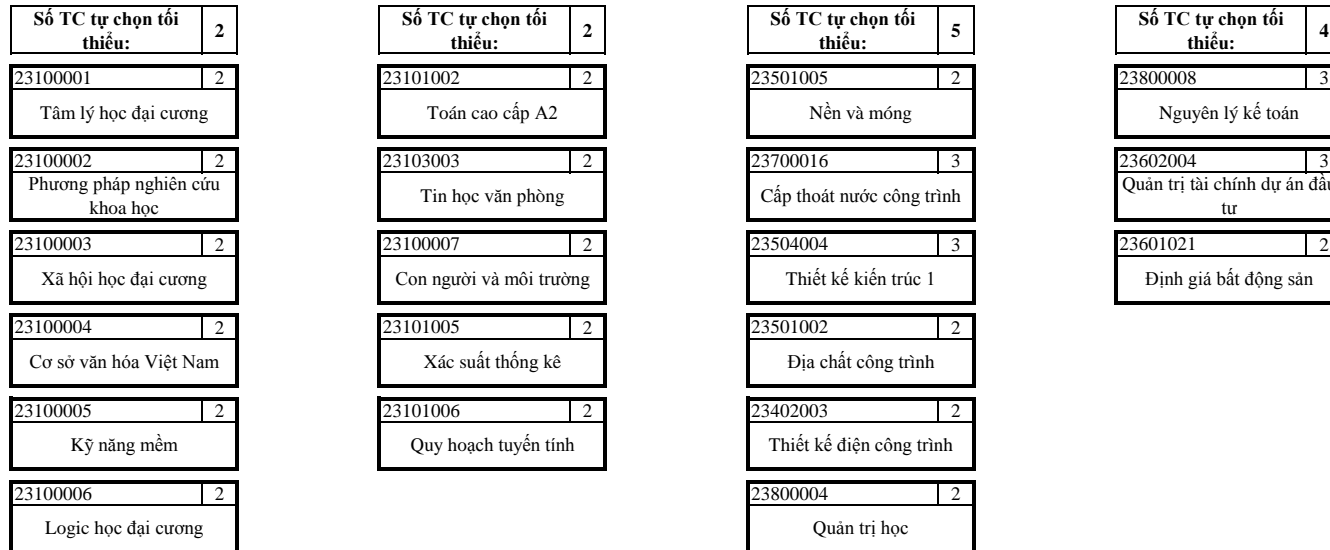 Số TC tự chọn tối
thiểu:
2
23100001 2
Tâm lý học đại cương
23100002 2
Phương pháp nghiên cứu
khoa học
23100003 2
Xã hội học đại cương
23100004 2
Cơ sở văn hóa Việt Nam
23100005 2
Kỹ năng mềm
23100006 2
Logic học đại cương
Số TC tự chọn tối
thiểu:
2
23101002 2
Toán cao cấp A2
23103003 2
Tin học văn phòng
23100007 2
Con người và môi trường
23101005 2
Xác suất thống kê
23101006 2
Quy hoạch tuyến tính
Số TC tự chọn tối
thiểu:
5
23501005 2
Nền và móng
23700016 3
Cấp thoát nước công trình
23504004 3
Thiết kế kiến trúc 1
23501002 2
Địa chất công trình
23402003 2
Thiết kế điện công trình
23800004 2
Quản trị học
Số TC tự chọn tối
thiểu:
4
23800008 3
Nguyên lý kế toán
23602004 3
Quản trị tài chính dự án đầu
tư
23601021 2
Định giá bất động sản